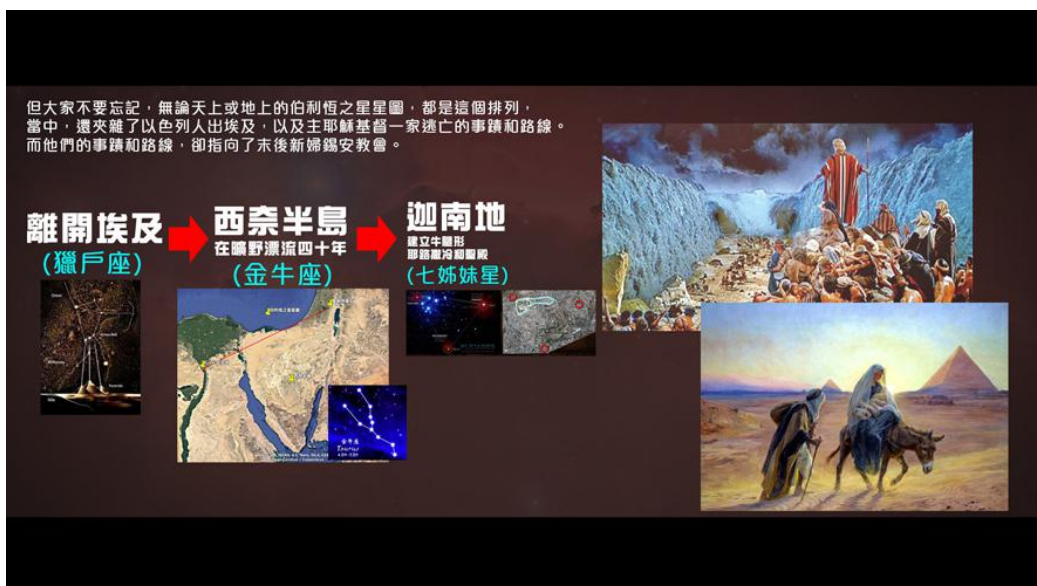 但大家不要忘記,無論天上或地上的伯利恆之星星圖,都是這個排列,
當中,還夾雜了以色列人出埃及,以及主耶穌基督一家逃亡的事蹟和路線。
而他們的事蹟和路線,卻指向了末後新婦錫安教會。
離開埃及
(獵戶座)
西奈半島
在曠野漂流四十年
(金牛座)
迦南地
建立牛腿形
耶路撒冷和聖殿
(七姊妹星)
金牛座
Taurus